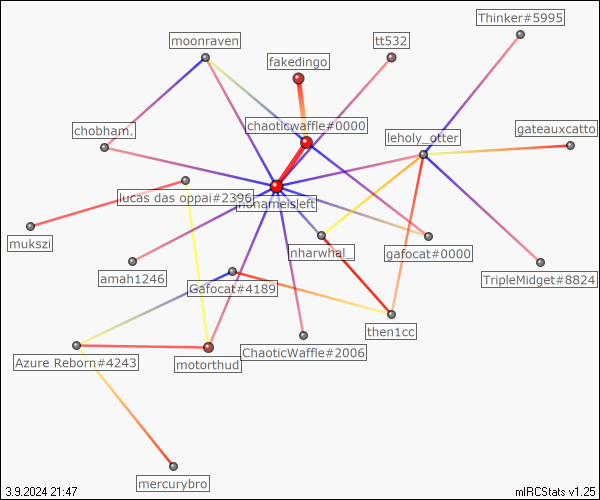 Thinker#5995
moonraven
tt532
fakedingo
chaoticwaffle#0000
chobham.
leholy_otter
gateauxcatto
lucas das oppai#2396
nonameisleft
mukszi
lnharwhal_
gafocat#0000
amah1246
Gafocat#4189
TripleMidget#8824
then1cc
ChaoticWaffle#2006
Azure Reborn#4243
motorthud
mercurybro
3.9.2024 21:47
mIRCStats v1.25